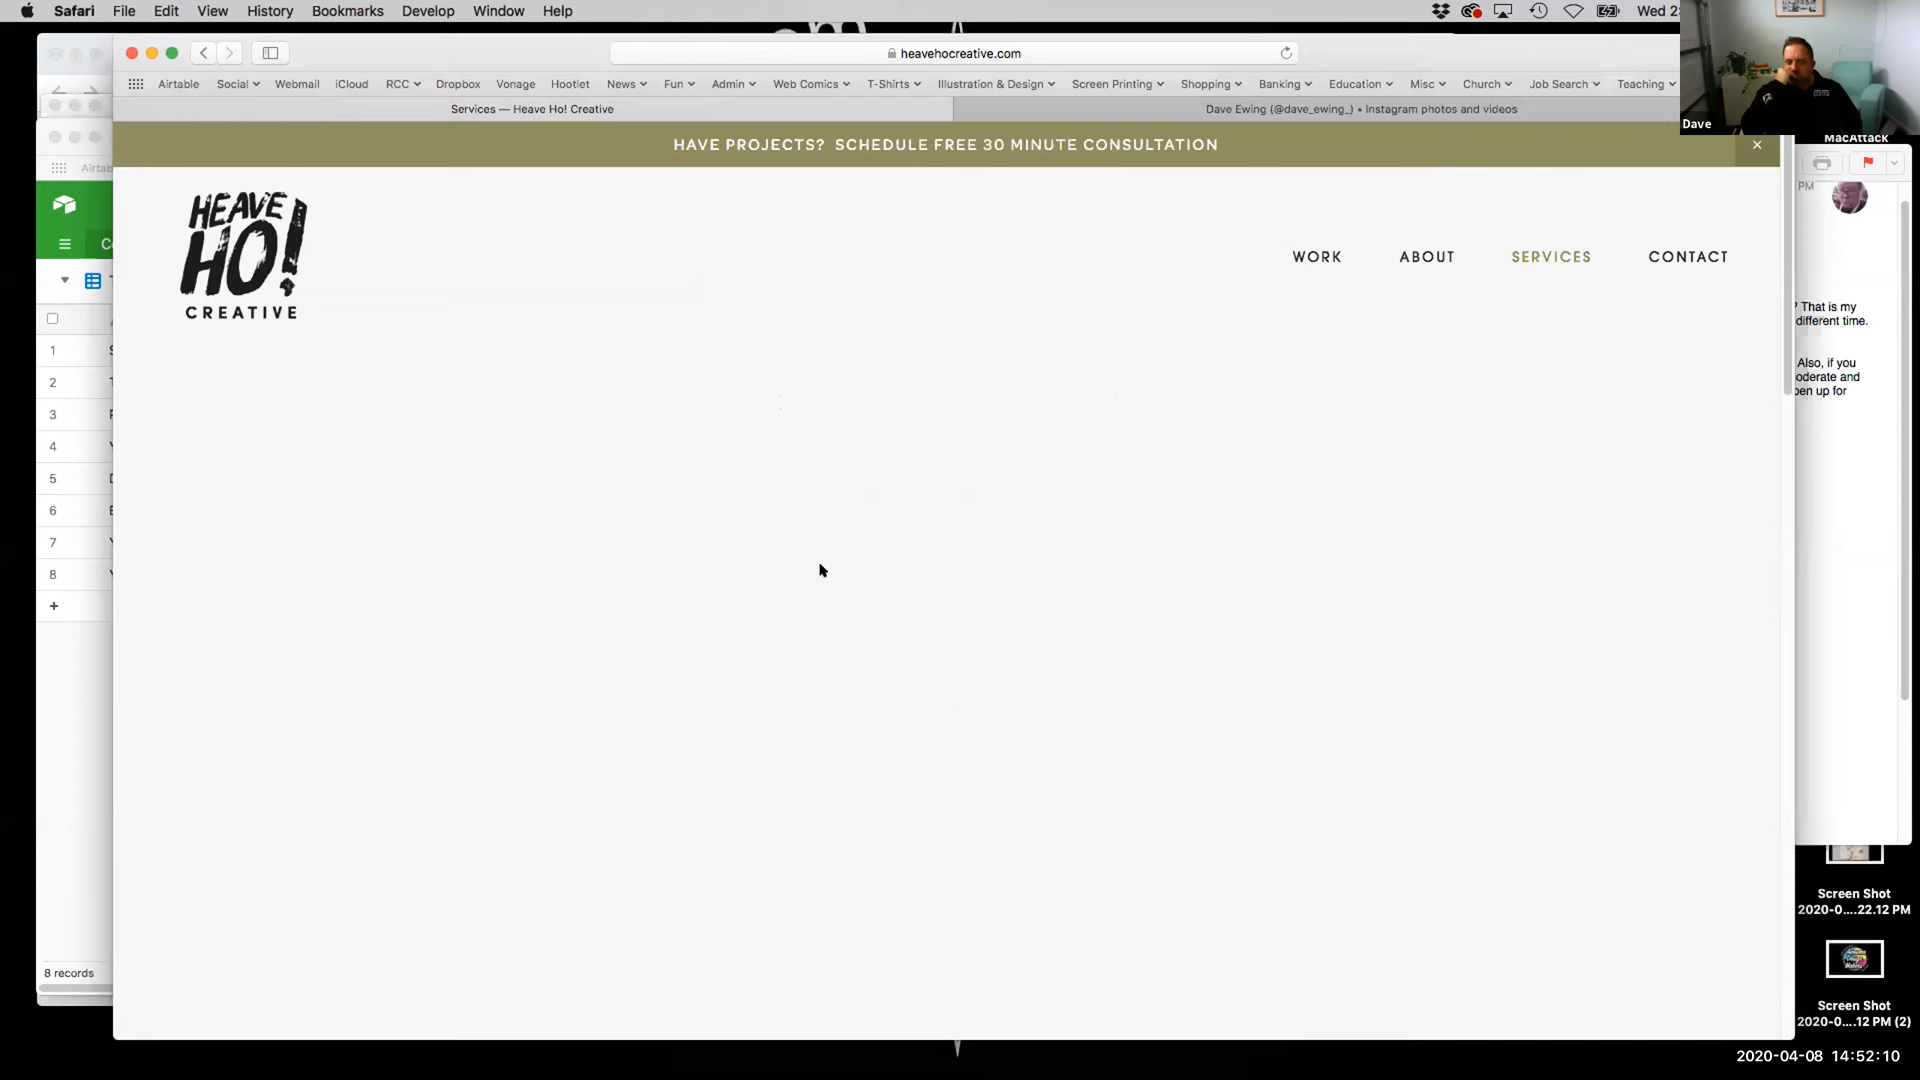 Safari File Edit View History Bookmarks Develop Window Help
Wed 2
heavehocreative.com
Airtable Social Webmail iCloud RCC Dropbox Vonage Hootlet News Fun Admin Web Comics T-Shirts Illustration & Design Screen Printing Shopping Banking Education Misc Church Job Search Teaching
Services — Heave Ho! Creative
Dave Ewing (@dave_ewing_) • Instagram photos and videos
Dave
MacAttack
HAVE PROJECTS? SCHEDULE FREE 30 MINUTE CONSULTATION
HEAVE
HO!
CREATIVE
WORK ABOUT SERVICES CONTACT
Airtab
PM
? That is my
different time.
Also, if you
oderate and
pen up for
1
2
3
4
5
6
7
8
+
8 records
Screen Shot
2020-0....22.12 PM
Screen Shot
2020-0....12 PM (2)
2020-04-08 14:52:10